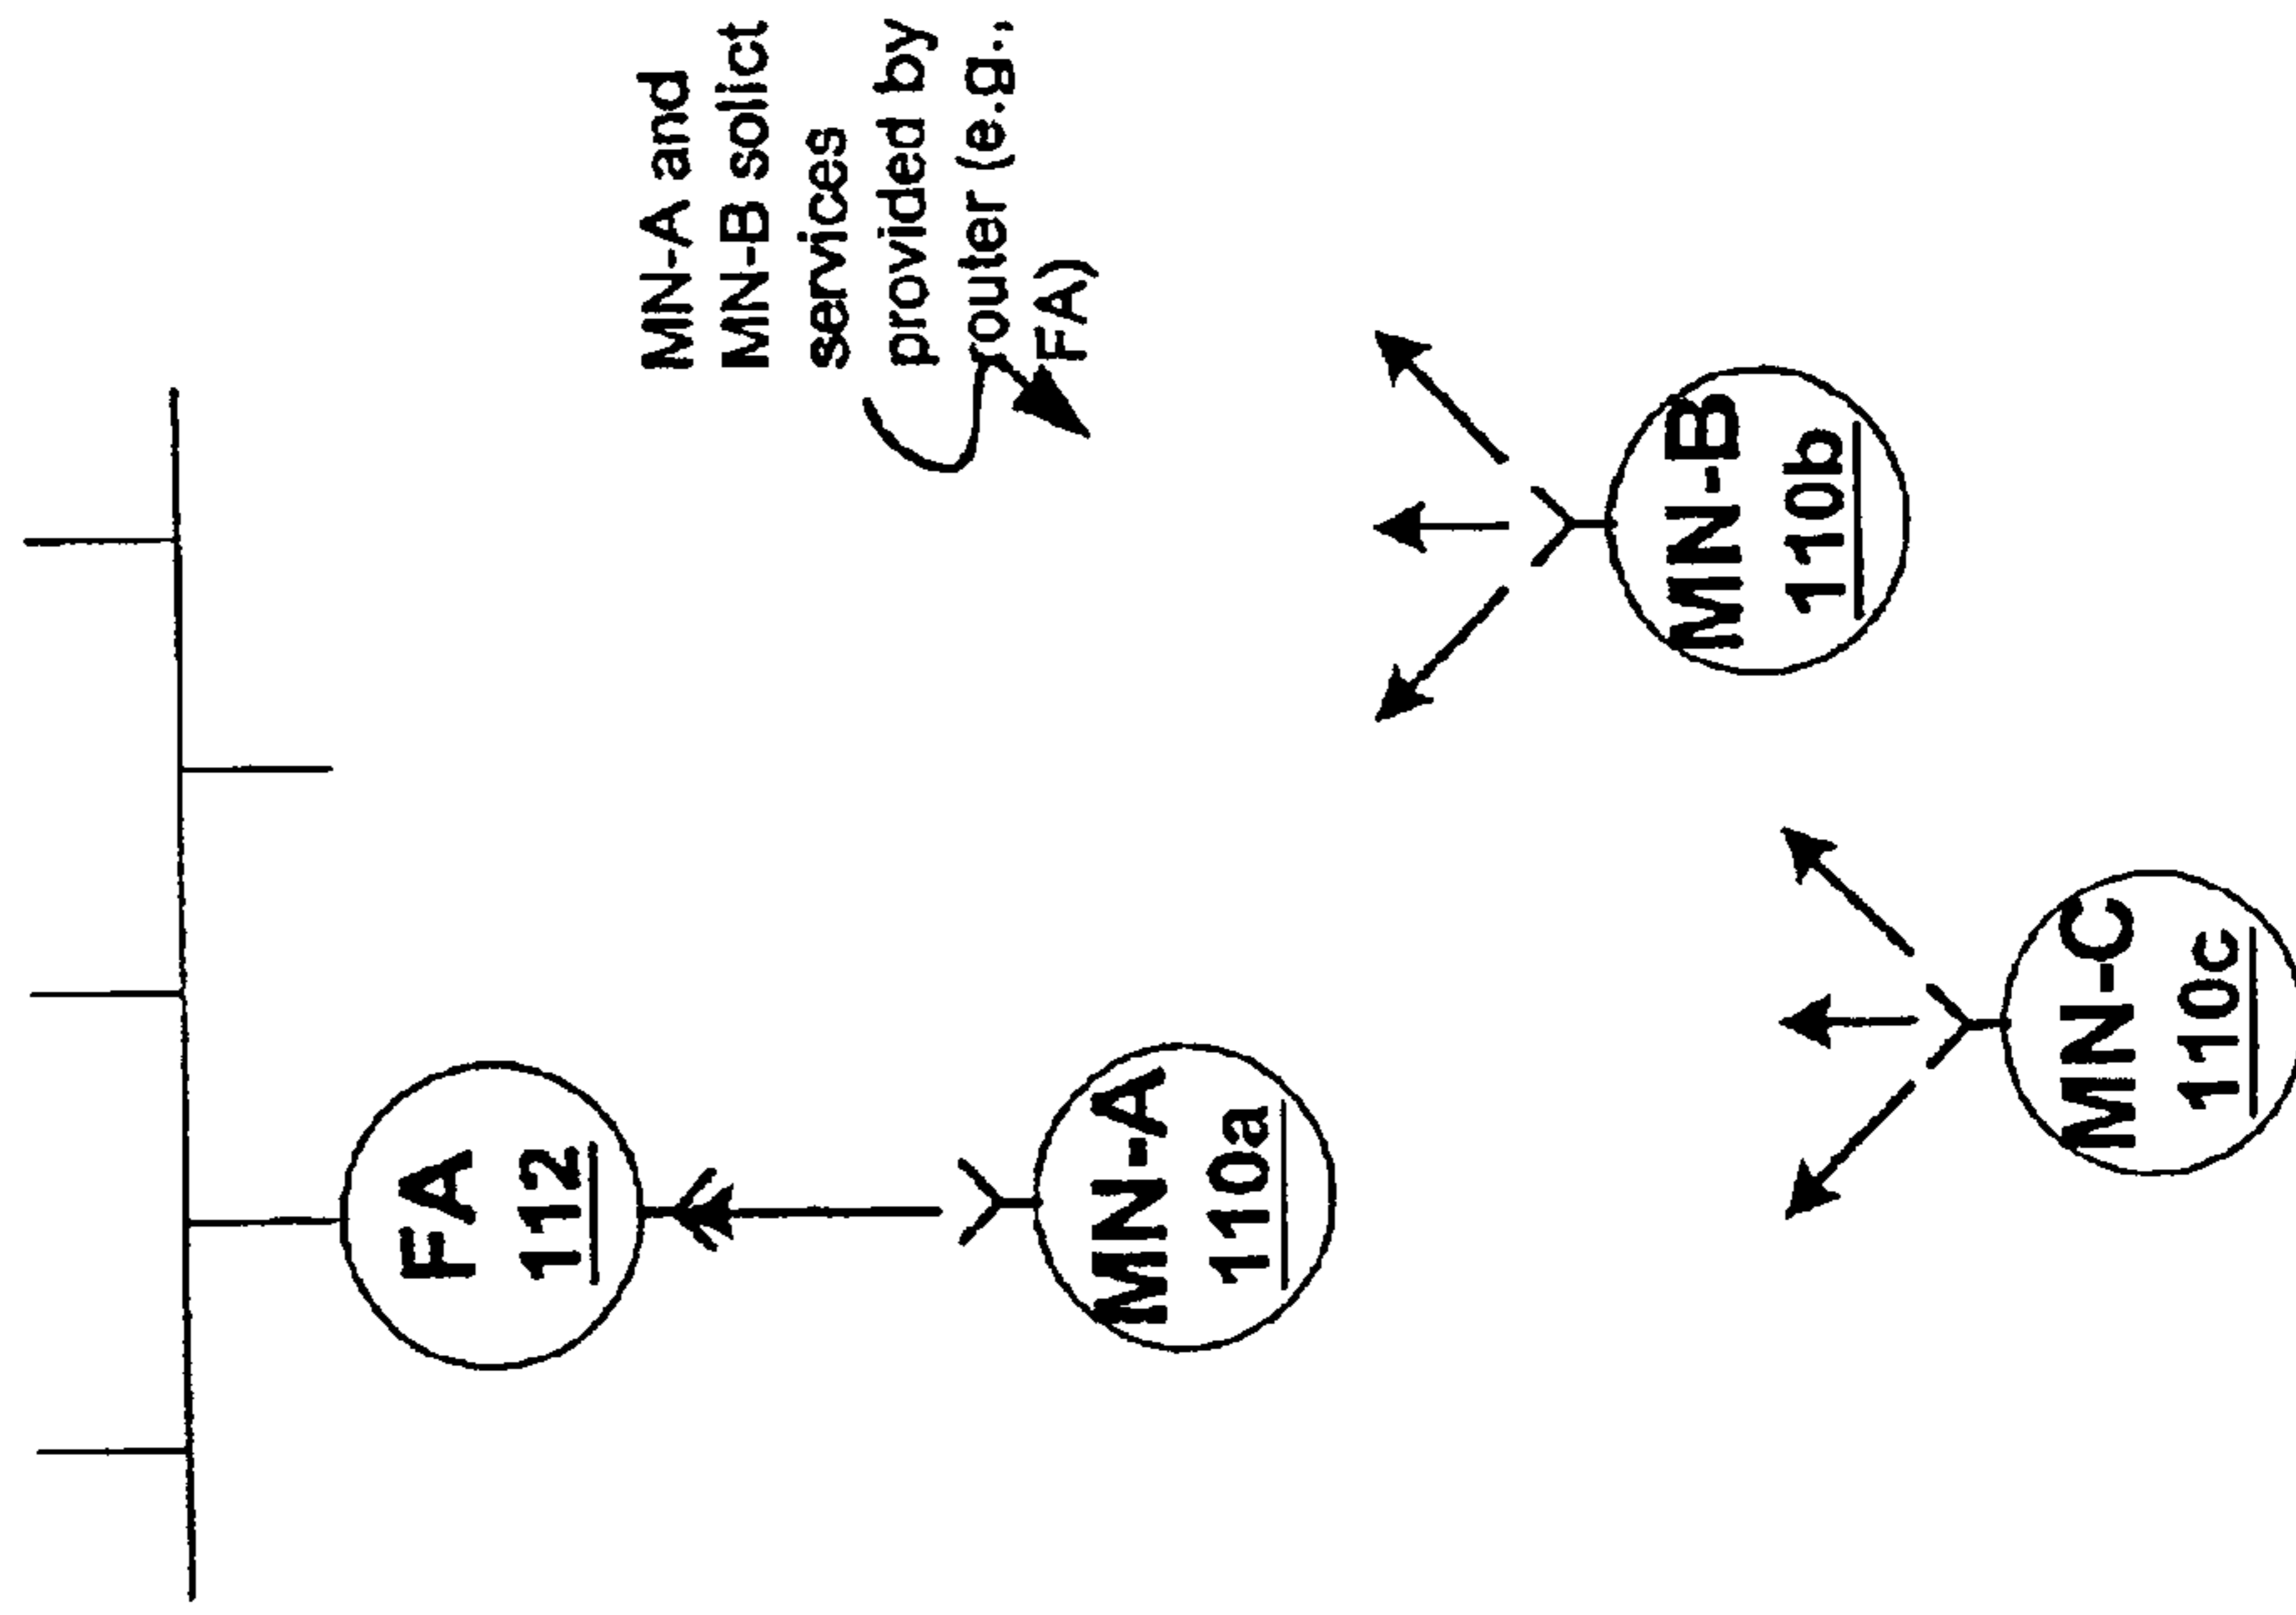 MN-A and
MN-B solict
services
provided by
router (e.g.,
FA)
FA
112
MN-A
110a
MN-B
110b
MN-C
110c